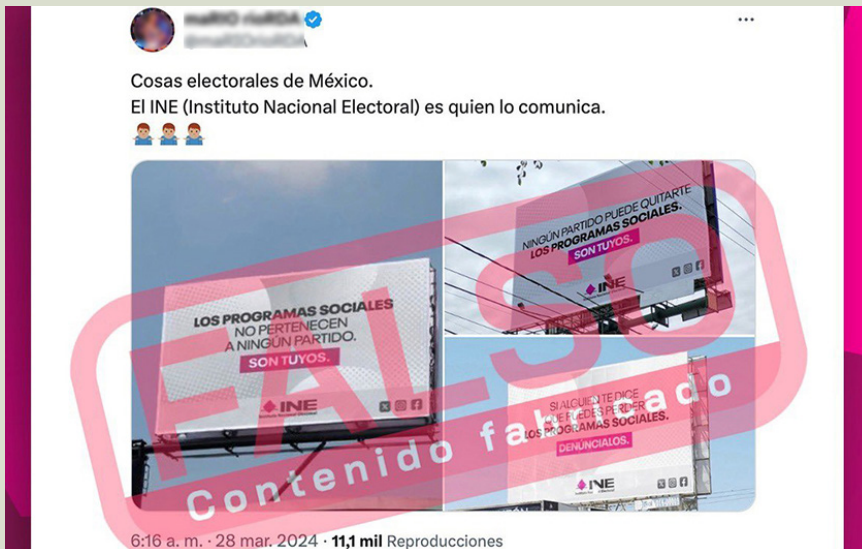 Cosas electorales de México.
El INE (Instituto Nacional Electoral) es quien lo comunica.
LOS PROGRAMAS SOCIALES
NO PERTENECEN
A NINGÚN PARTIDO.
SON TUYOS.
INE
Instituto Nacional Electoral
NINGÚN PARTIDO PUEDE QUITARTE
LOS PROGRAMAS SOCIALES.
SON TUYOS.
INE
SI ALGUIEN TE DICE
QUE PUEDES PERDER
LOS PROGRAMAS SOCIALES.
DENÚNCIALOS.
INE
FALSO
Contenido fabricado
6:16 a. m. · 28 mar. 2024 · 11,1 mil Reproducciones